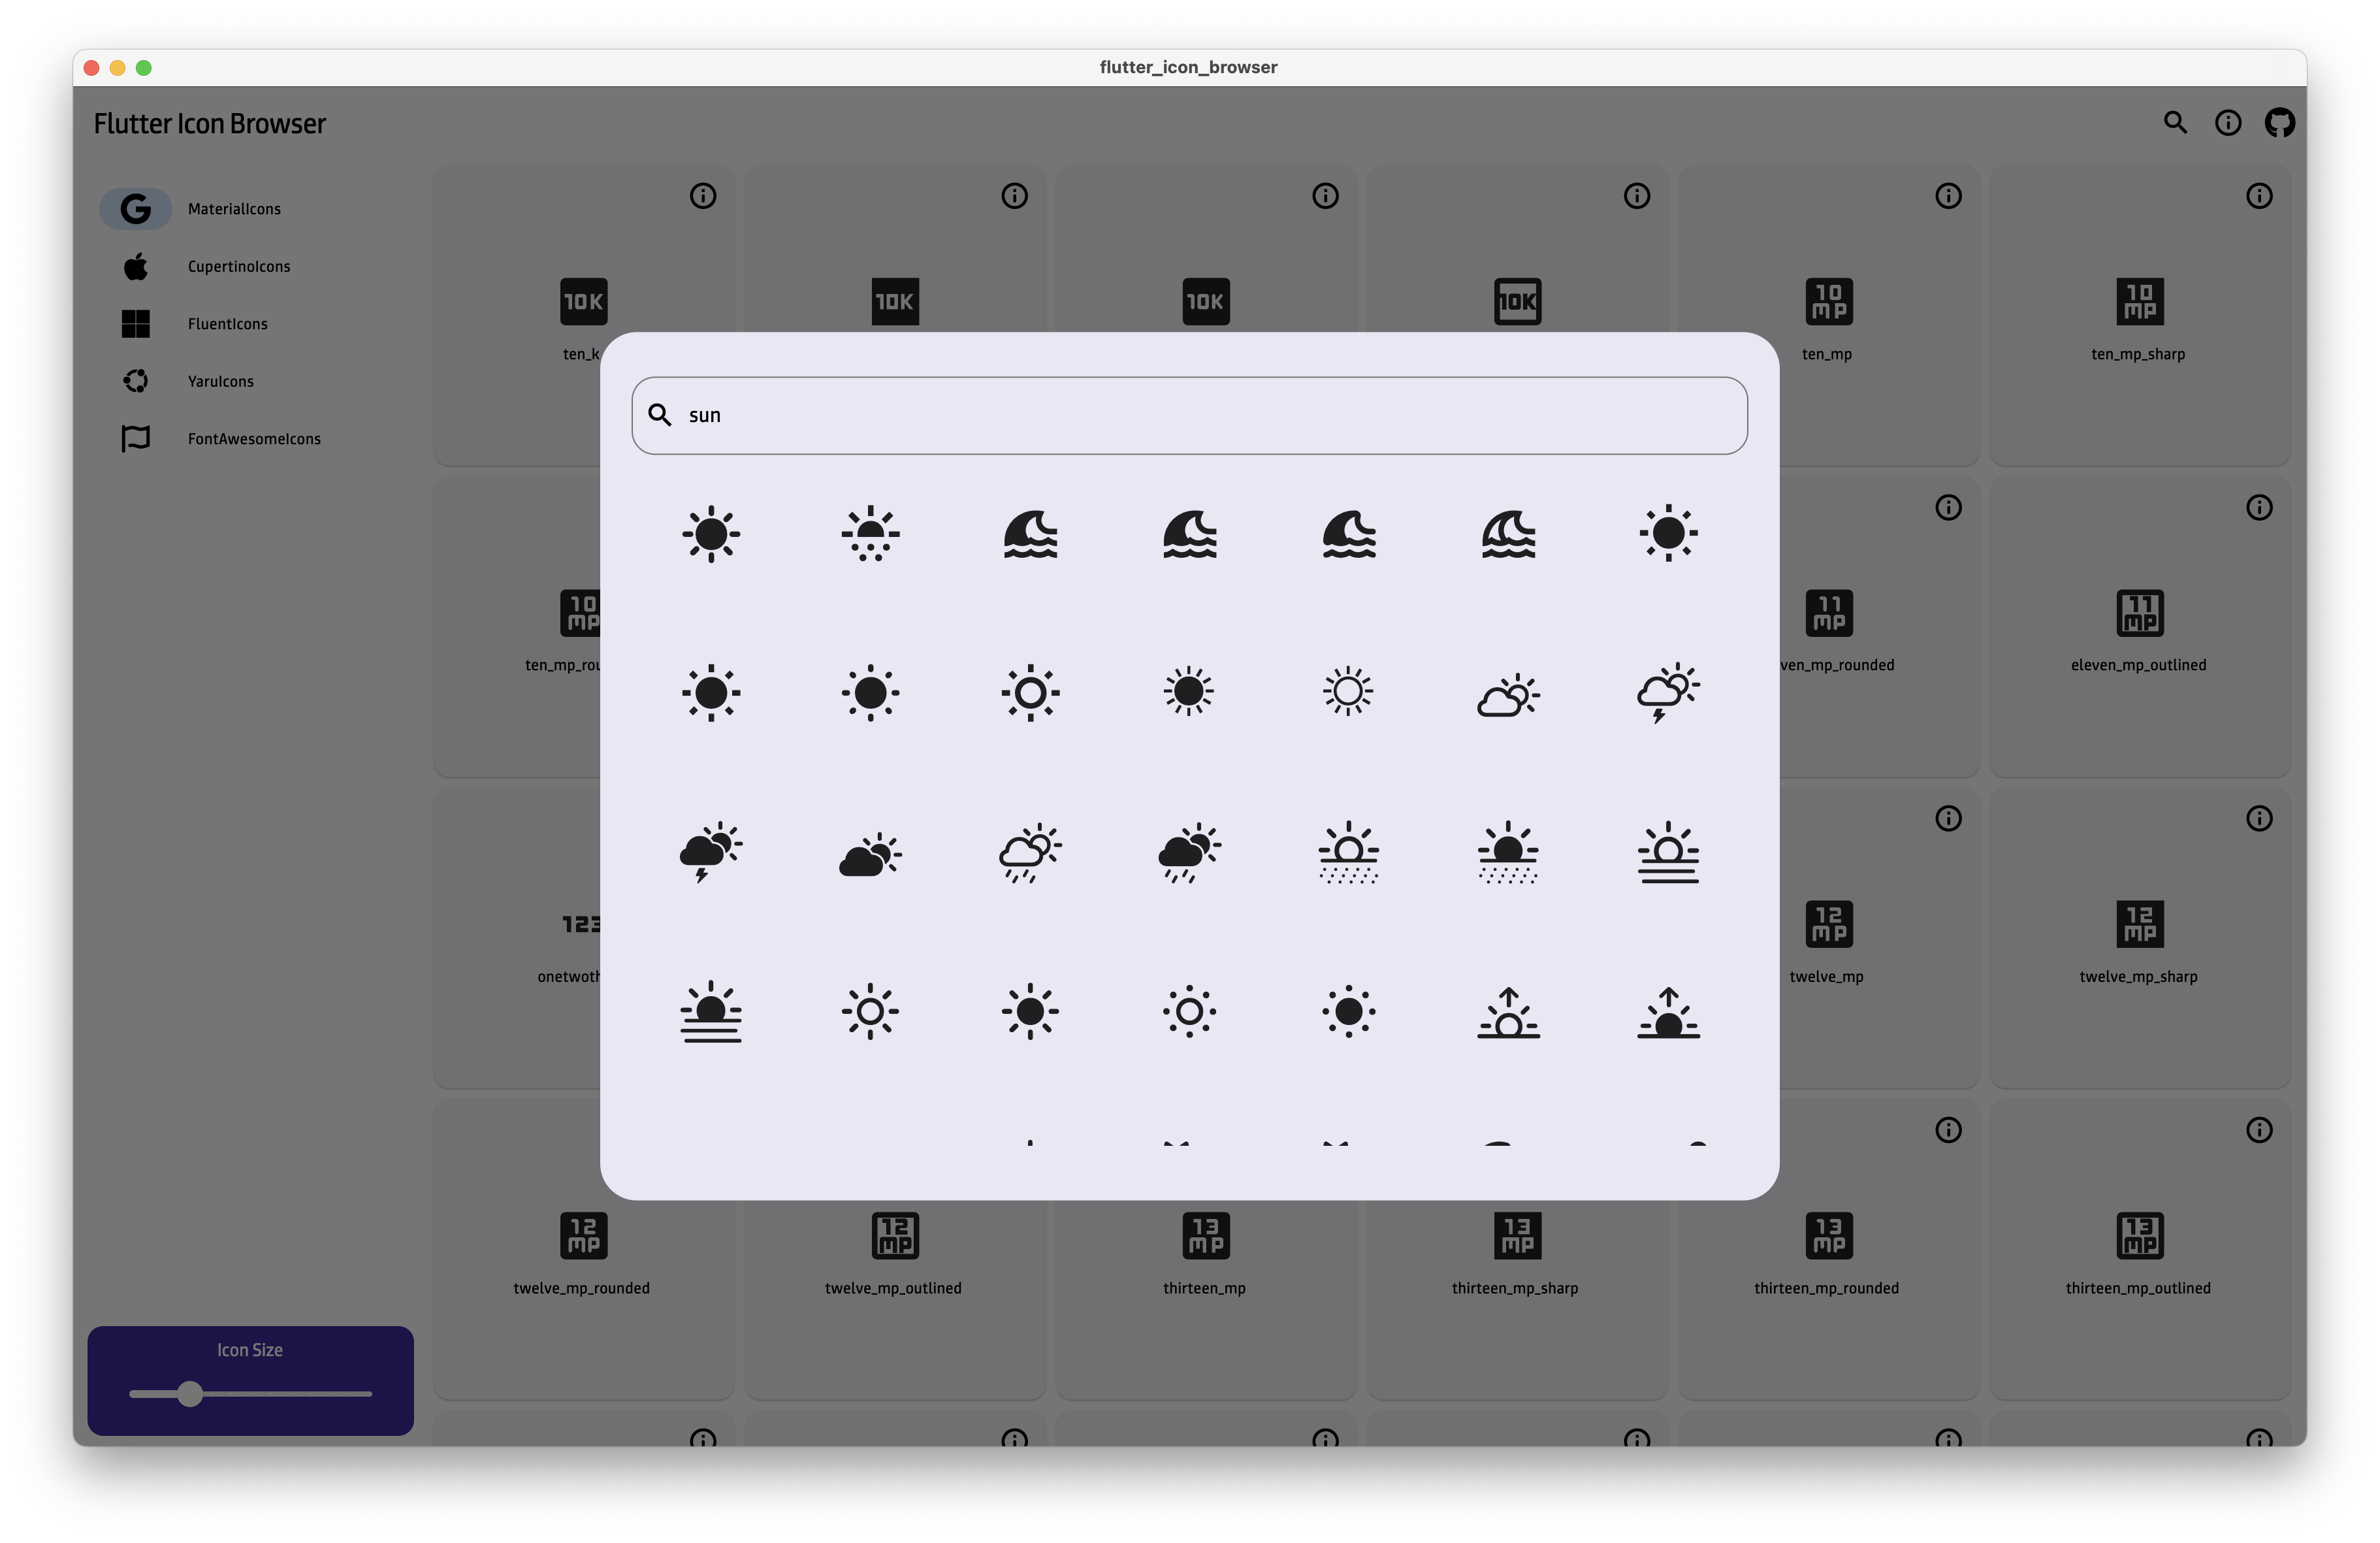 flutter_icon_browser
Flutter Icon Browser
MaterialIcons
CupertinoIcons
FluentIcons
YaruIcons
FontAwesomeIcons
10K
10K
10K
10K
10 MP
10 MP
ten_k
ten_mp
ten_mp_sharp
sun
10 MP
11 MP
11 MP
ten_mp_rou
ven_mp_rounded
eleven_mp_outlined
123
12 MP
12 MP
onetwoth
twelve_mp
twelve_mp_sharp
12 MP
12 MP
13 MP
13 MP
13 MP
13 MP
twelve_mp_rounded
twelve_mp_outlined
thirteen_mp
thirteen_mp_sharp
thirteen_mp_rounded
thirteen_mp_outlined
Icon Size